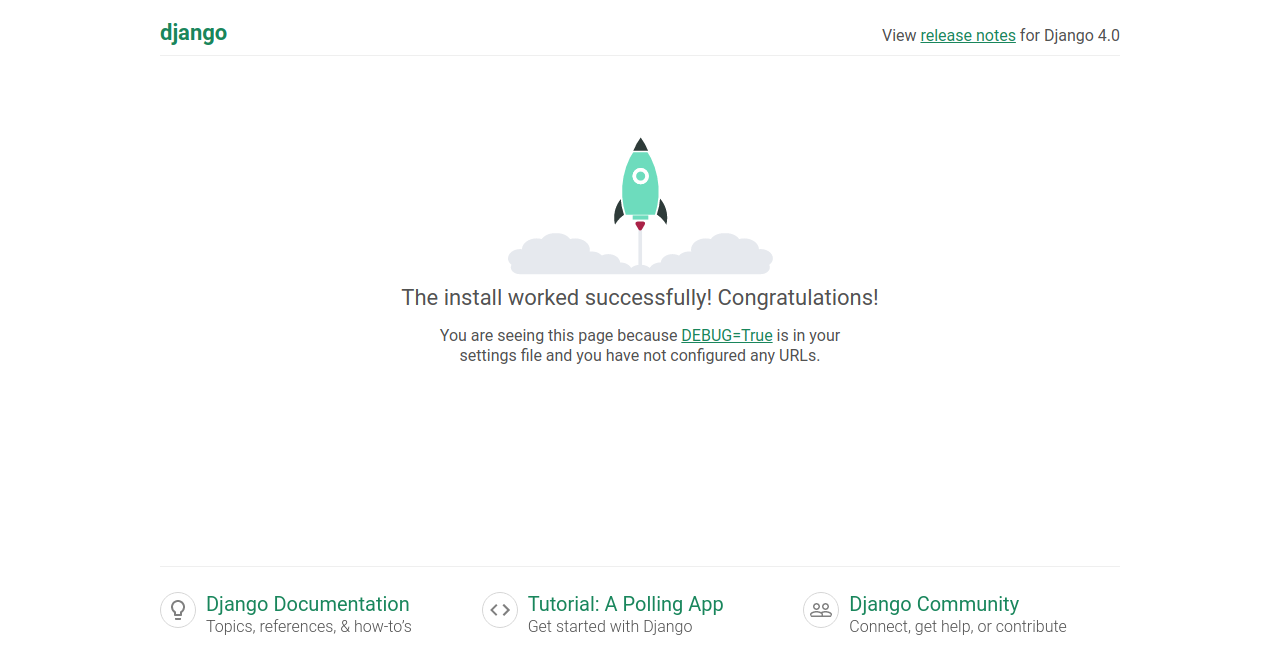 django
View release notes for Django 4.0
The install worked successfully! Congratulations!
You are seeing this page because DEBUG=True is in your
settings file and you have not configured any URLs.
Django Documentation
Topics, references, & how-to’s
Tutorial: A Polling App
Get started with Django
Django Community
Connect, get help, or contribute